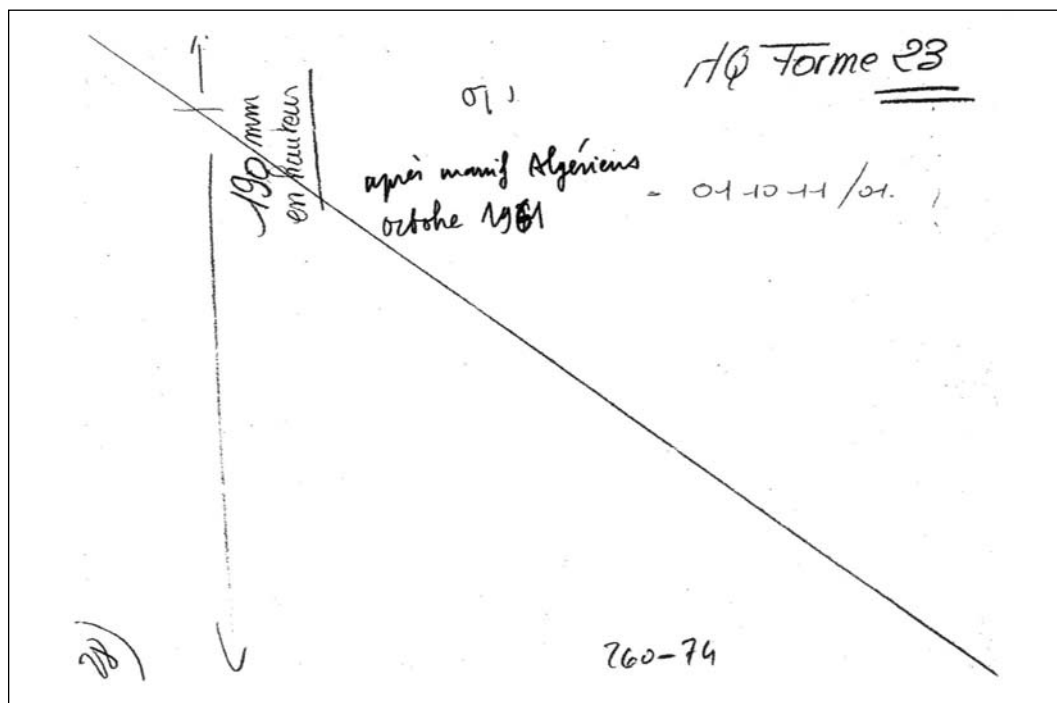 HQ Forme 23
190 mm
en hauteur
après manif Algériens
octobre 1961
- 01-10-11/01.
260-74